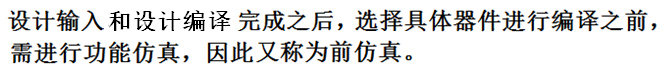 设计输入和设计编译完成之后，选择具体器件进行编译之前，
需进行功能仿真，因此又称为前仿真。